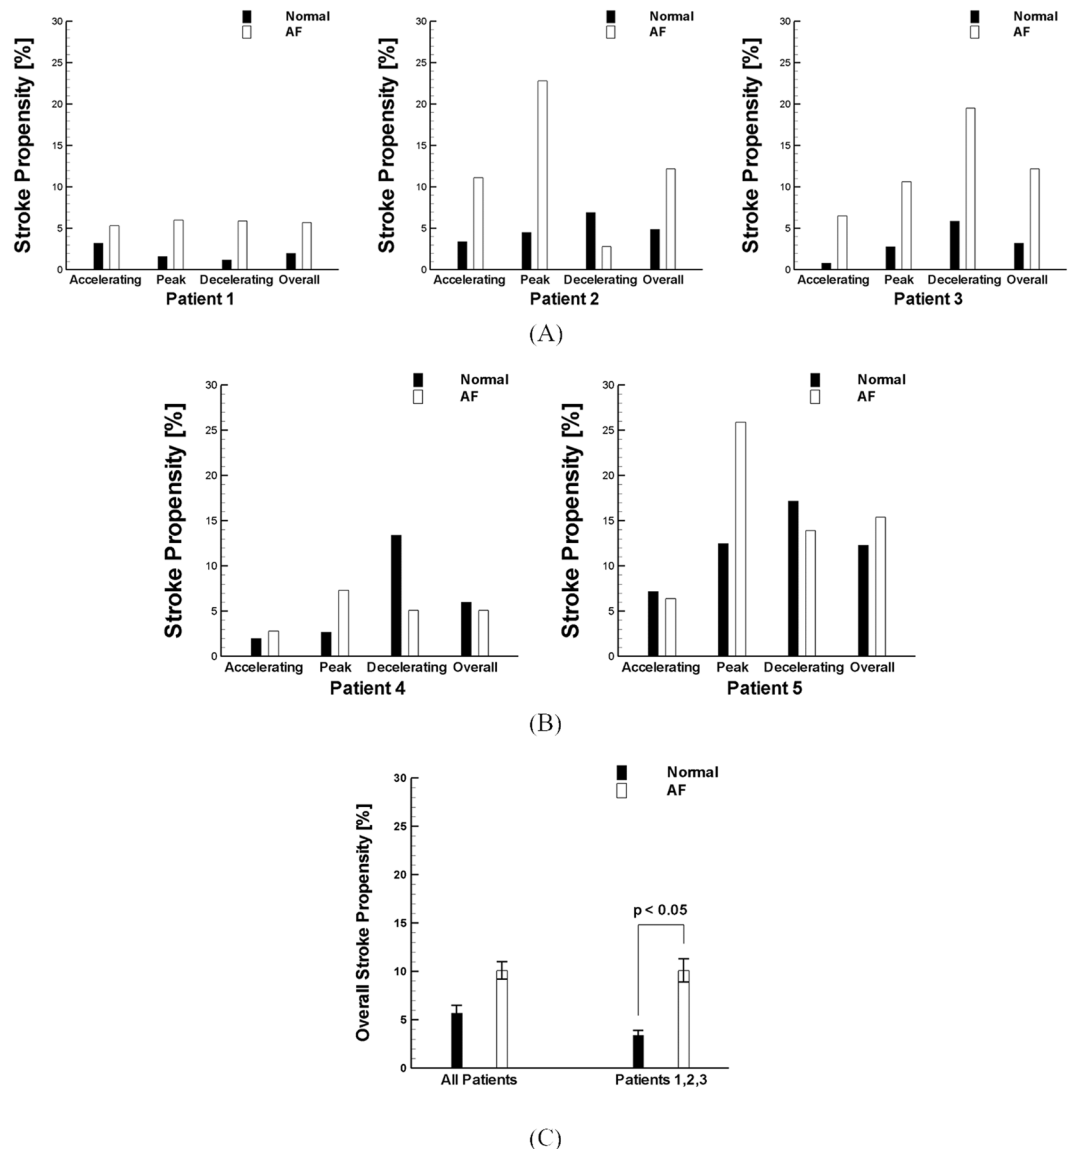 Normal
AF
Stroke Propensity [%]
30
25
20
15
10
5
0
Accelerating Peak Decelerating Overall
Patient 1
Normal
AF
Stroke Propensity [%]
30
25
20
15
10
5
0
Accelerating Peak Decelerating Overall
Patient 2
Normal
AF
Stroke Propensity [%]
30
25
20
15
10
5
0
Accelerating Peak Decelerating Overall
Patient 3
(A)
Normal
AF
Stroke Propensity [%]
30
25
20
15
10
5
0
Accelerating Peak Decelerating Overall
Patient 4
Normal
AF
Stroke Propensity [%]
30
25
20
15
10
5
0
Accelerating Peak Decelerating Overall
Patient 5
(B)
Normal
AF
Overall Stroke Propensity [%]
30
25
20
15
10
5
0
p < 0.05
All Patients Patients 1,2,3
(C)